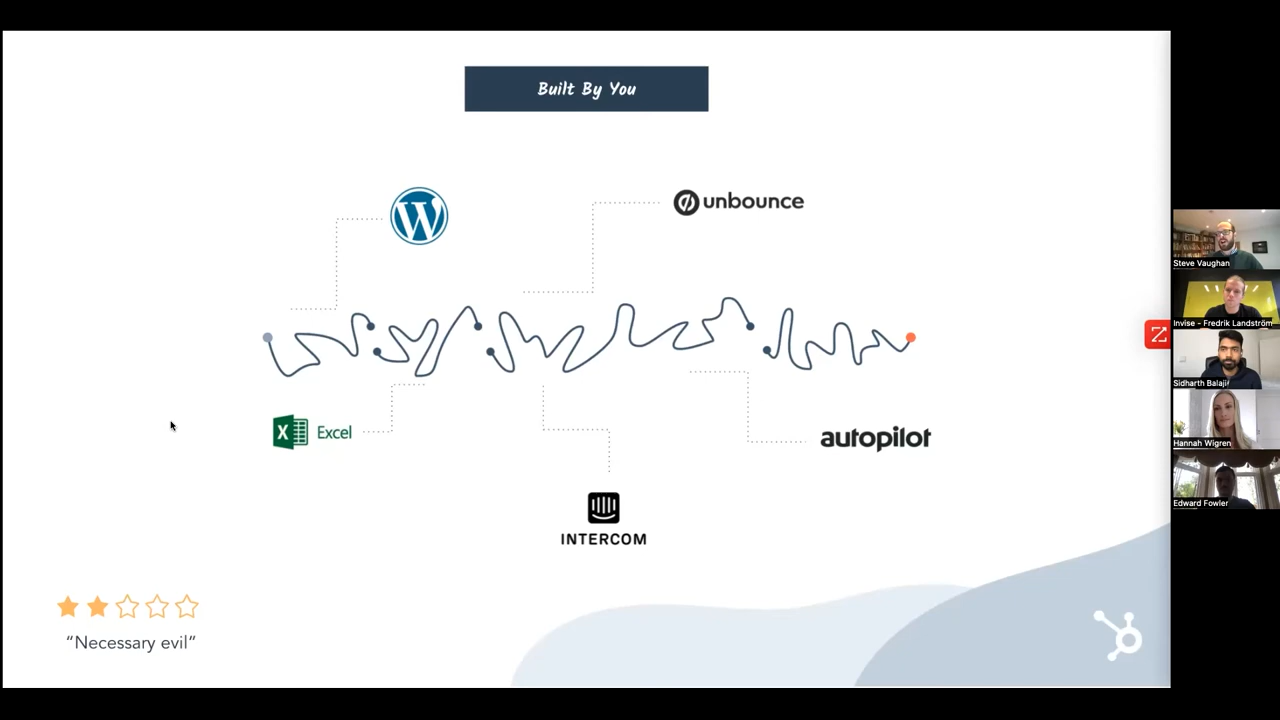 Built By You
unbounce
Excel
autopilot
INTERCOM
"Necessary evil"
Steve Vaughan
Invise - Fredrik Landström
Sidharth Balaji
Hannah Wigren
Edward Fowler